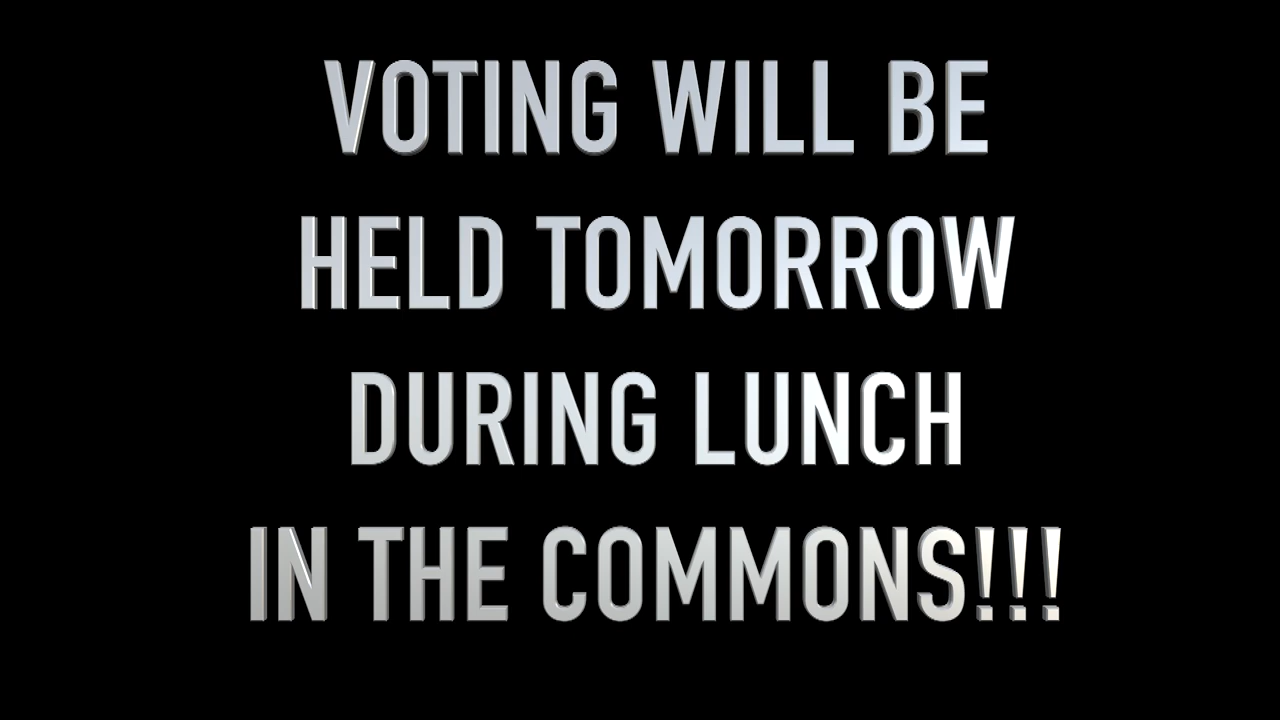 VOTING WILL BE
HELD TOMORROW
DURING LUNCH
IN THE COMMONS!!!